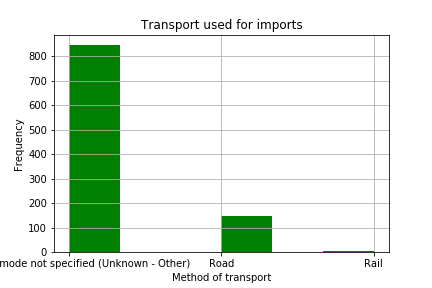 Transport used for imports
800
700
600
500
400
300
200
100
0
Frequency
mode not specified (Unknown - Other) Road Rail
Method of transport